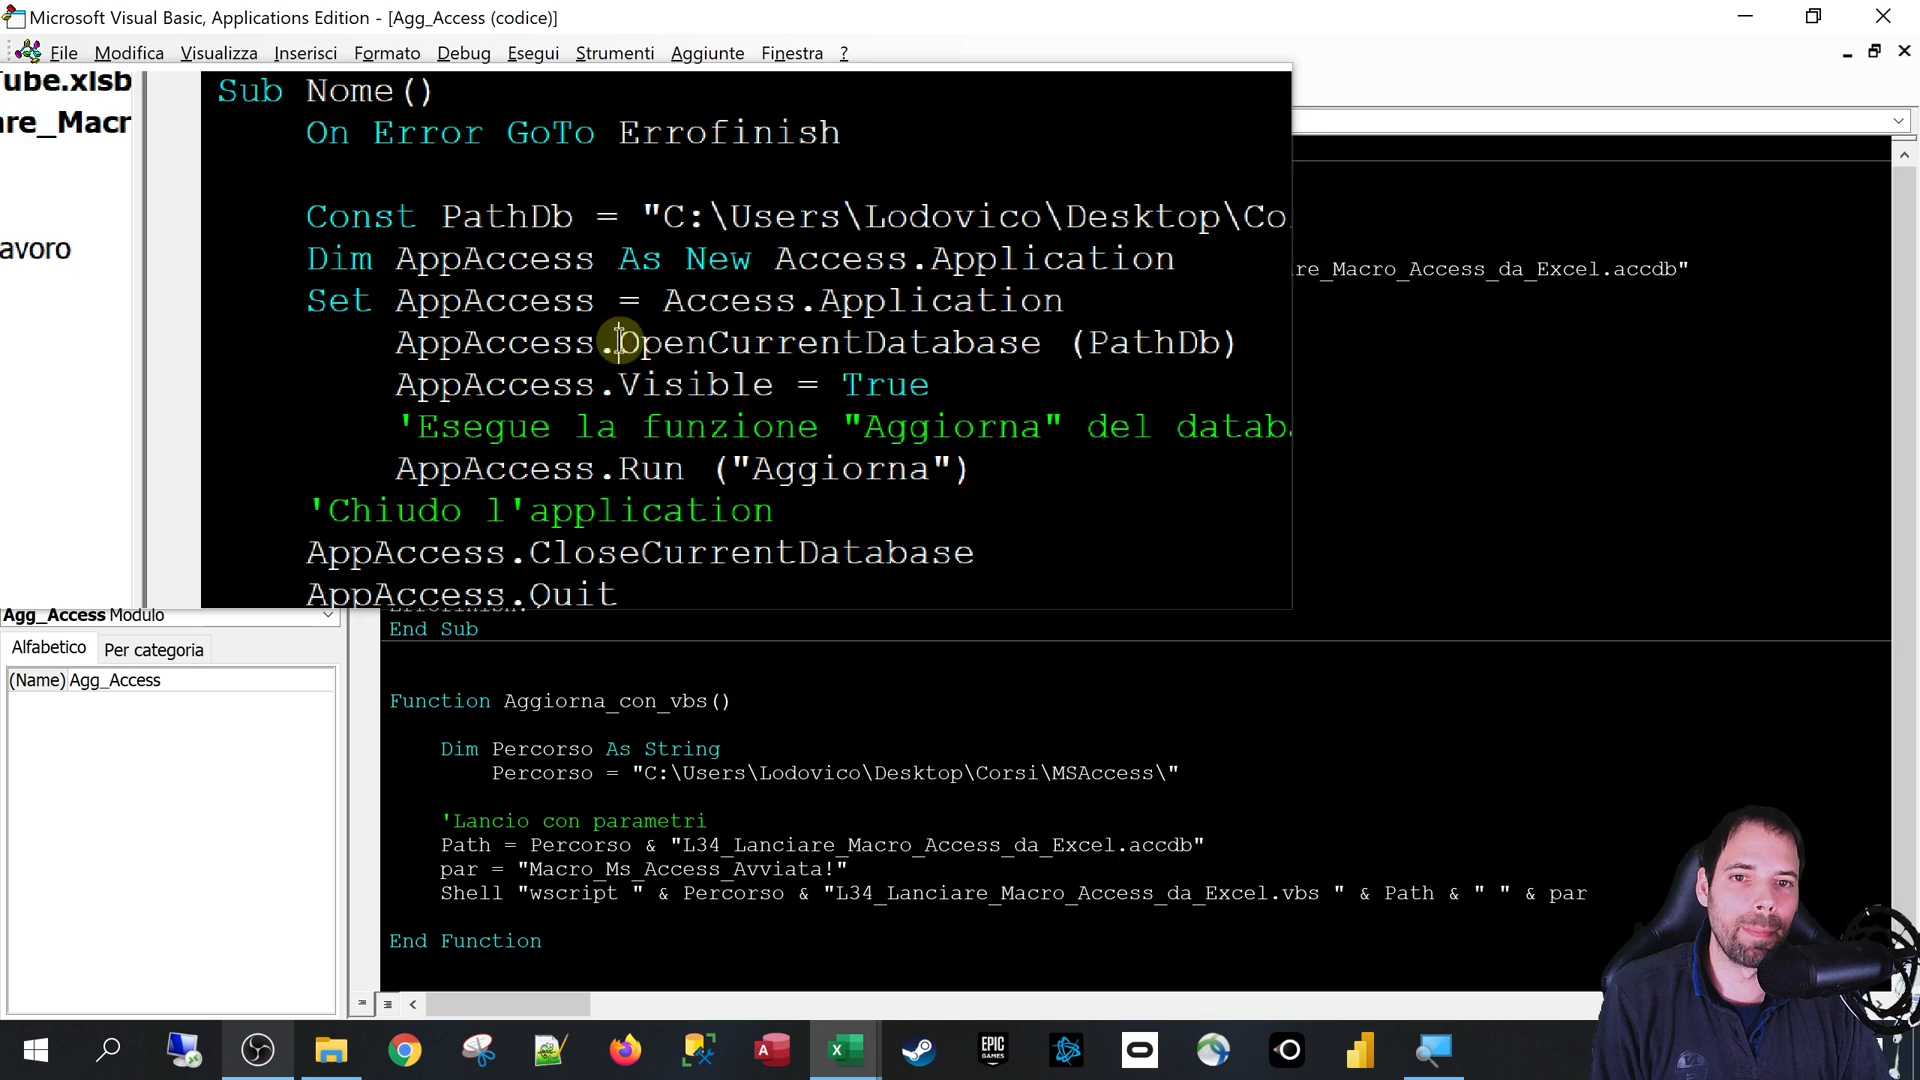 Microsoft Visual Basic, Applications Edition - [Agg_Access (codice)]
File Modifica Visualizza Inserisci Formato Debug Esegui Strumenti Aggiunte Finestra ?
ube.xlsb
re_Macr
avoro
Sub Nome()
On Error GoTo Errofinish
Const PathDb = "C:\Users\Lodovico\Desktop\Co
Dim AppAccess As New Access.Application
Set AppAccess = Access.Application
AppAccess.OpenCurrentDatabase (PathDb)
AppAccess.Visible = True
'Esegue la funzione "Aggiorna" del datab
AppAccess.Run ("Aggiorna")
'Chiudo l'application
AppAccess.CloseCurrentDatabase
AppAccess.Quit
re_Macro_Access_da_Excel.accdb"
End Sub
Agg_Access Modulo
Alfabetico Per categoria
(Name) Agg_Access
Function Aggiorna_con_vbs()
Dim Percorso As String
Percorso = "C:\Users\Lodovico\Desktop\Corsi\MSAccess\"
'Lancio con parametri
Path = Percorso & "L34_Lanciare_Macro_Access_da_Excel.accdb"
par = "Macro_Ms_Access_Avviata!"
Shell "wscript " & Percorso & "L34_Lanciare_Macro_Access_da_Excel.vbs " & Path & " " & par
End Function
EPIC
GAMES